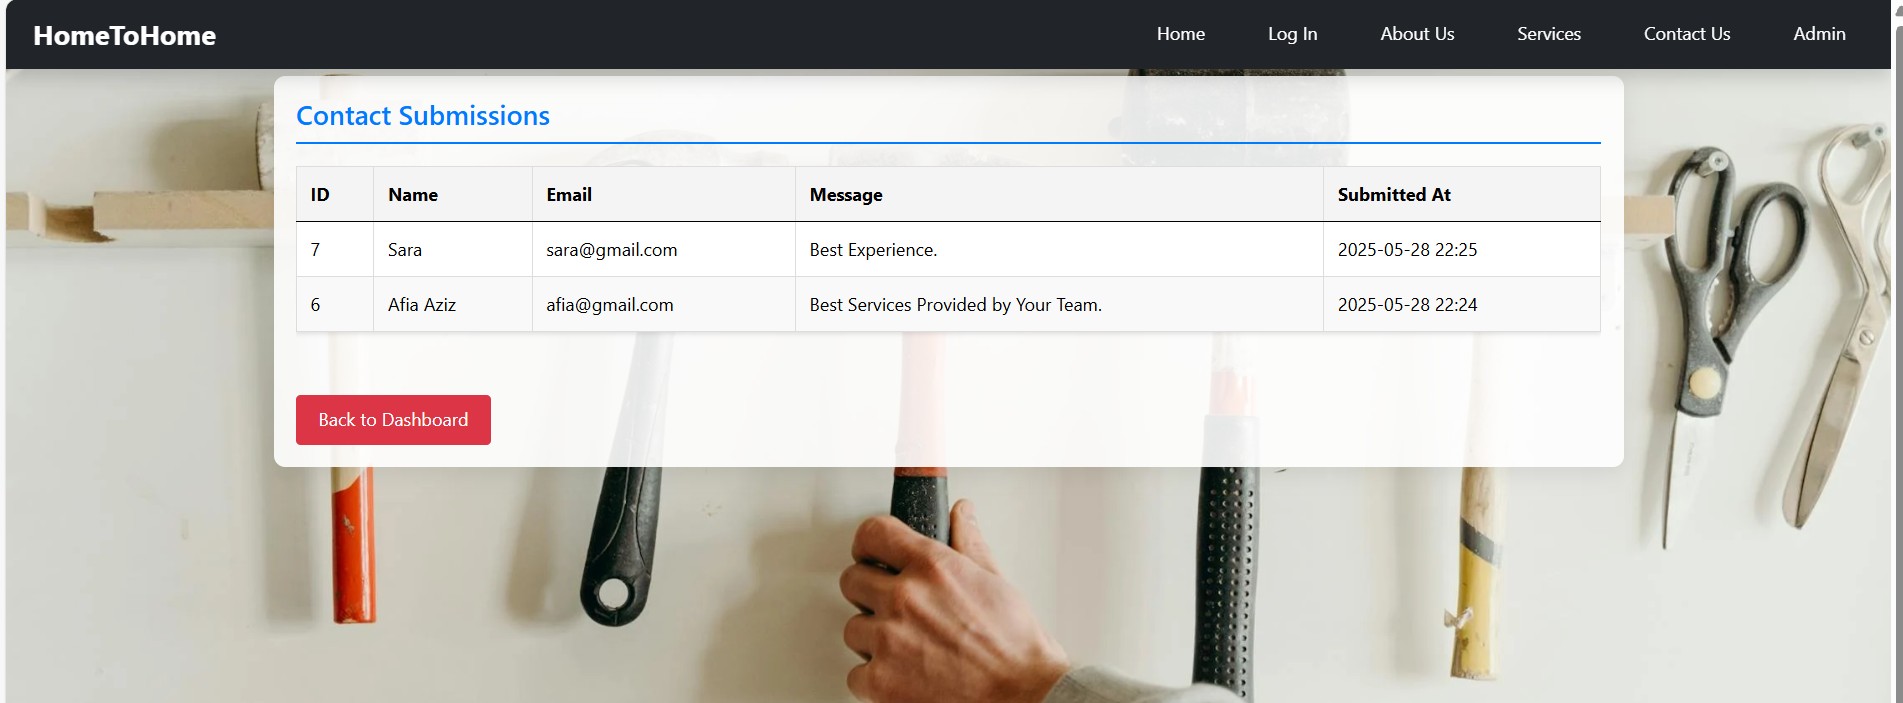 HomeToHome Home Log In About Us Services Contact Us Admin
Contact Submissions
ID Name Email Message Submitted At
7 Sara sara@gmail.com Best Experience. 2025-05-28 22:25
6 Afia Aziz afia@gmail.com Best Services Provided by Your Team. 2025-05-28 22:24
Back to Dashboard